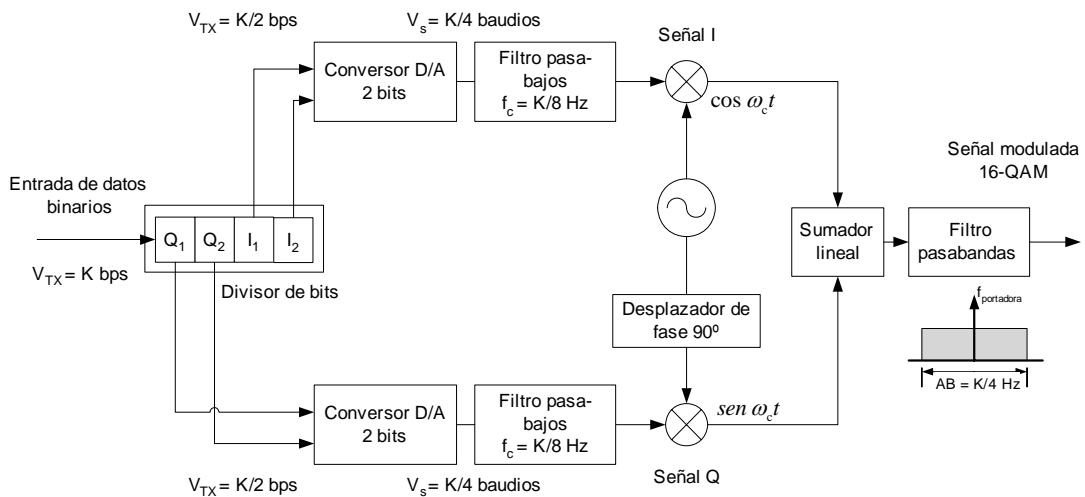 V_TX = K/2 bps
V_s = K/4 baudios
Señal I
Conversor D/A
2 bits
Filtro pasa-
bajos
f_c = K/8 Hz
cos ω_c t
Señal modulada
16-QAM
Entrada de datos
binarios
Q_1
Q_2
I_1
I_2
V_TX = K bps
Divisor de bits
Sumador
lineal
Filtro
pasabandas
Desplazador de
fase 90º
f_portadora
AB = K/4 Hz
Conversor D/A
2 bits
Filtro pasa-
bajos
f_c = K/8 Hz
sen ω_c t
Señal Q
V_TX = K/2 bps
V_s = K/4 baudios